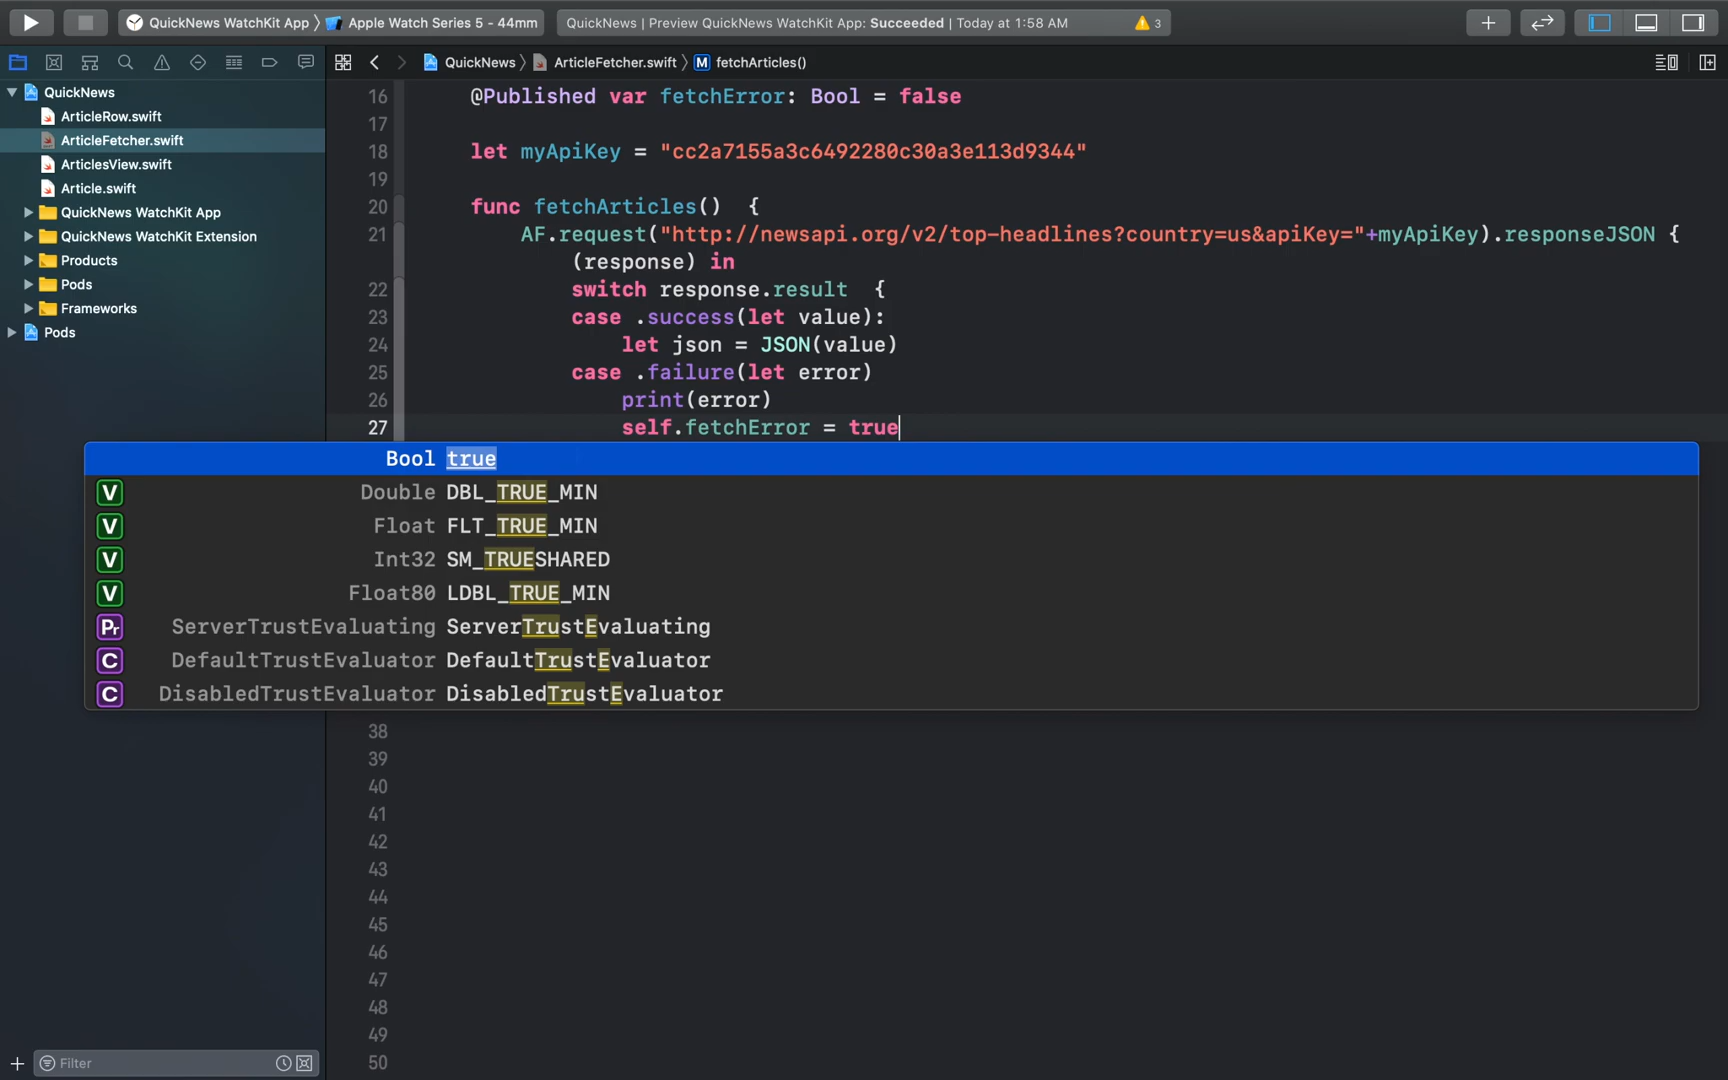 QuickNews WatchKit App 〉 Apple Watch Series 5 - 44mm
QuickNews | Preview QuickNews WatchKit App: Succeeded | Today at 1:58 AM
3
QuickNews 〉 ArticleFetcher.swift 〉 M fetchArticles()
QuickNews
ArticleRow.swift
ArticleFetcher.swift
ArticlesView.swift
Article.swift
QuickNews WatchKit App
QuickNews WatchKit Extension
Products
Pods
Frameworks
Pods
Filter
16 @Published var fetchError: Bool = false
17
18 let myApiKey = "cc2a7155a3c6492280c30a3e113d9344"
19
20 func fetchArticles()  {
21 AF.request("http://newsapi.org/v2/top-headlines?country=us&apiKey="+myApiKey).responseJSON {
(response) in
22 switch response.result  {
23 case .success(let value):
24 let json = JSON(value)
25 case .failure(let error)
26 print(error)
27 self.fetchError = true
Bool true
V Double DBL_TRUE_MIN
V Float FLT_TRUE_MIN
V Int32 SM_TRUESHARED
V Float80 LDBL_TRUE_MIN
Pr ServerTrustEvaluating ServerTrustEvaluating
C DefaultTrustEvaluator DefaultTrustEvaluator
C DisabledTrustEvaluator DisabledTrustEvaluator
38
39
40
41
42
43
44
45
46
47
48
49
50